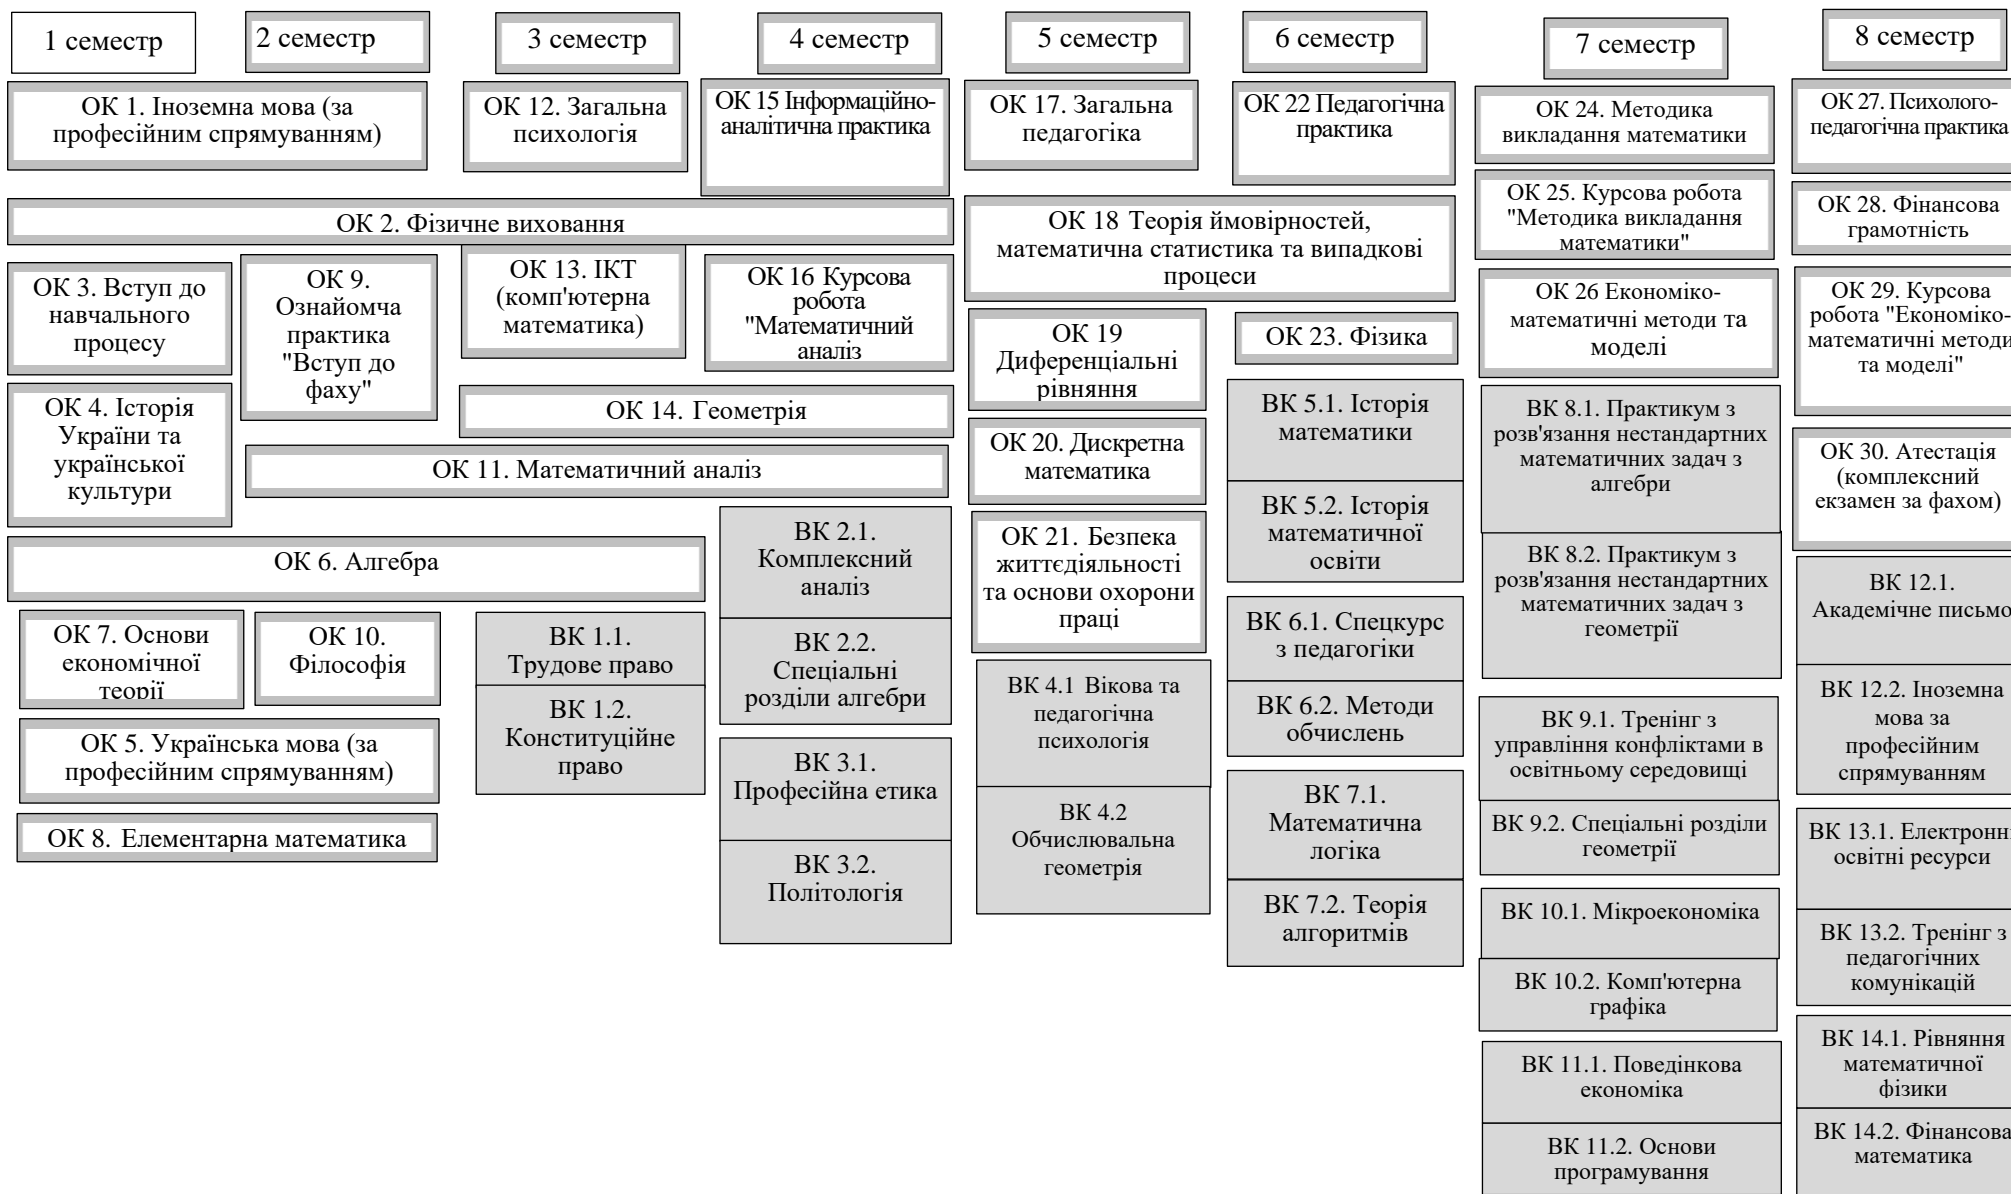 1 семестр
2 семестр
3 семестр
4 семестр
5 семестр
6 семестр
7 семестр
8 семестр
ОК 1. Іноземна мова (за
професійним спрямуванням)
ОК 12. Загальна
психологія
ОК 15 Інформаційно-
аналітична практика
ОК 17. Загальна
педагогіка
ОК 22 Педагогічна
практика
ОК 24. Методика
викладання математики
ОК 27. Психолого-
педагогічна практика
ОК 2. Фізичне виховання
ОК 18 Теорія ймовірностей,
математична статистика та випадкові
процеси
ОК 25. Курсова робота
"Методика викладання
математики"
ОК 28. Фінансова
грамотність
ОК 3. Вступ до
навчального
процесу
ОК 9.
Ознайомча
практика
"Вступ до
фаху"
ОК 13. ІКТ
(комп'ютерна
математика)
ОК 16 Курсова
робота
"Математичний
аналіз
ОК 19
Диференціальні
рівняння
ОК 23. Фізика
ОК 26 Економіко-
математичні методи та
моделі
ОК 29. Курсова
робота "Економіко-
математичні методи
та моделі"
ОК 4. Історія
України та
української
культури
ОК 14. Геометрія
ОК 11. Математичний аналіз
ОК 20. Дискретна
математика
ВК 5.1. Історія
математики
ВК 5.2. Історія
математичної
освіти
ВК 8.1. Практикум з
розв'язання нестандартних
математичних задач з
алгебри
ВК 8.2. Практикум з
розв'язання нестандартних
математичних задач з
геометрії
ОК 30. Атестація
(комплексний
екзамен за фахом)
ОК 6. Алгебра
ВК 2.1.
Комплексний
аналіз
ВК 2.2.
Спеціальні
розділи алгебри
ОК 21. Безпека
життєдіяльності
та основи охорони
праці
ВК 12.1.
Академічне письмо
ВК 12.2. Іноземна
мова за
професійним
спрямуванням
ОК 7. Основи
економічної
теорії
ОК 10.
Філософія
ВК 1.1.
Трудове право
ВК 1.2.
Конституційне
право
ВК 6.1. Спецкурс
з педагогіки
ВК 6.2. Методи
обчислень
ВК 4.1 Вікова та
педагогічна
психологія
ВК 4.2
Обчислювальна
геометрія
ВК 9.1. Тренінг з
управління конфліктами в
освітньому середовищі
ВК 9.2. Спеціальні розділи
геометрії
ОК 5. Українська мова (за
професійним спрямуванням)
ВК 3.1.
Професійна етика
ВК 3.2.
Політологія
ВК 7.1.
Математична
логіка
ВК 7.2. Теорія
алгоритмів
ОК 8. Елементарна математика
ВК 13.1. Електронні
освітні ресурси
ВК 13.2. Тренінг з
педагогічних
комунікацій
ВК 10.1. Мікроекономіка
ВК 10.2. Комп'ютерна
графіка
ВК 14.1. Рівняння
математичної
фізики
ВК 14.2. Фінансова
математика
ВК 11.1. Поведінкова
економіка
ВК 11.2. Основи
програмування